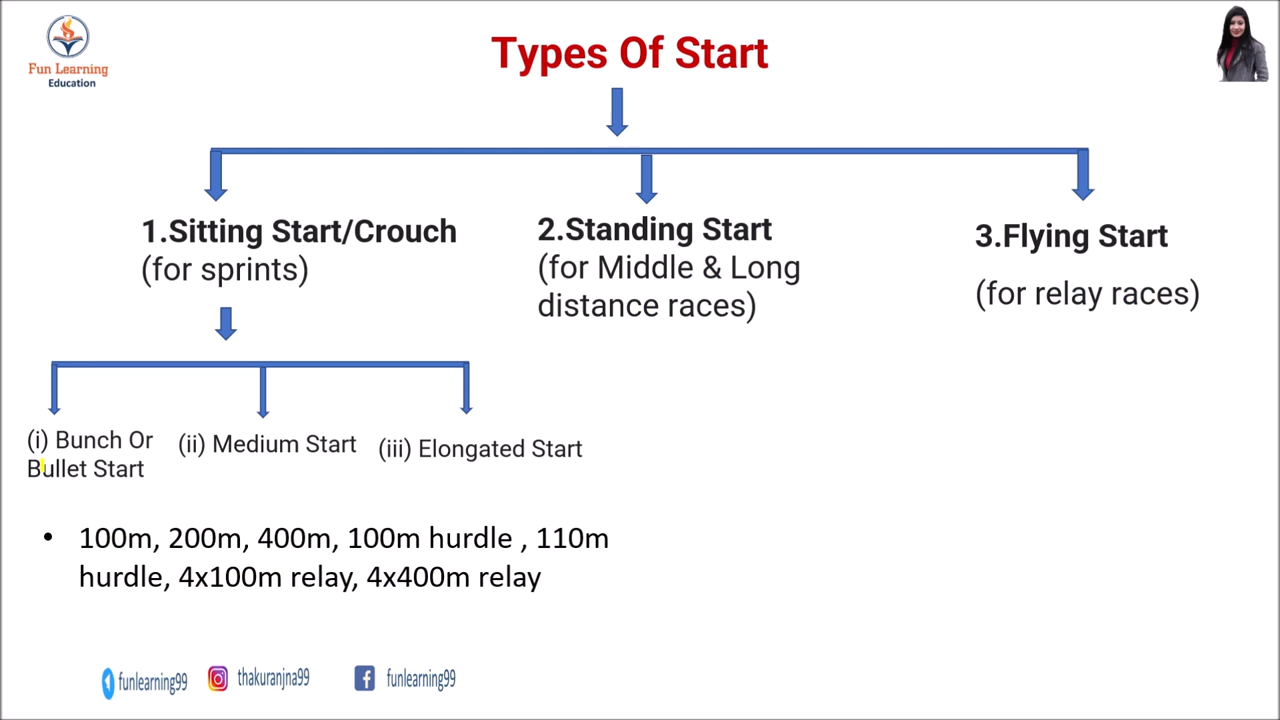 Fun Learning
Education
Types Of Start
1.Sitting Start/Crouch
(for sprints)
2.Standing Start
(for Middle & Long
distance races)
3.Flying Start
(for relay races)
(i) Bunch Or
Bullet Start
(ii) Medium Start
(iii) Elongated Start
• 100m, 200m, 400m, 100m hurdle , 110m
hurdle, 4x100m relay, 4x400m relay
funlearning99
thakuranjna99
funlearning99